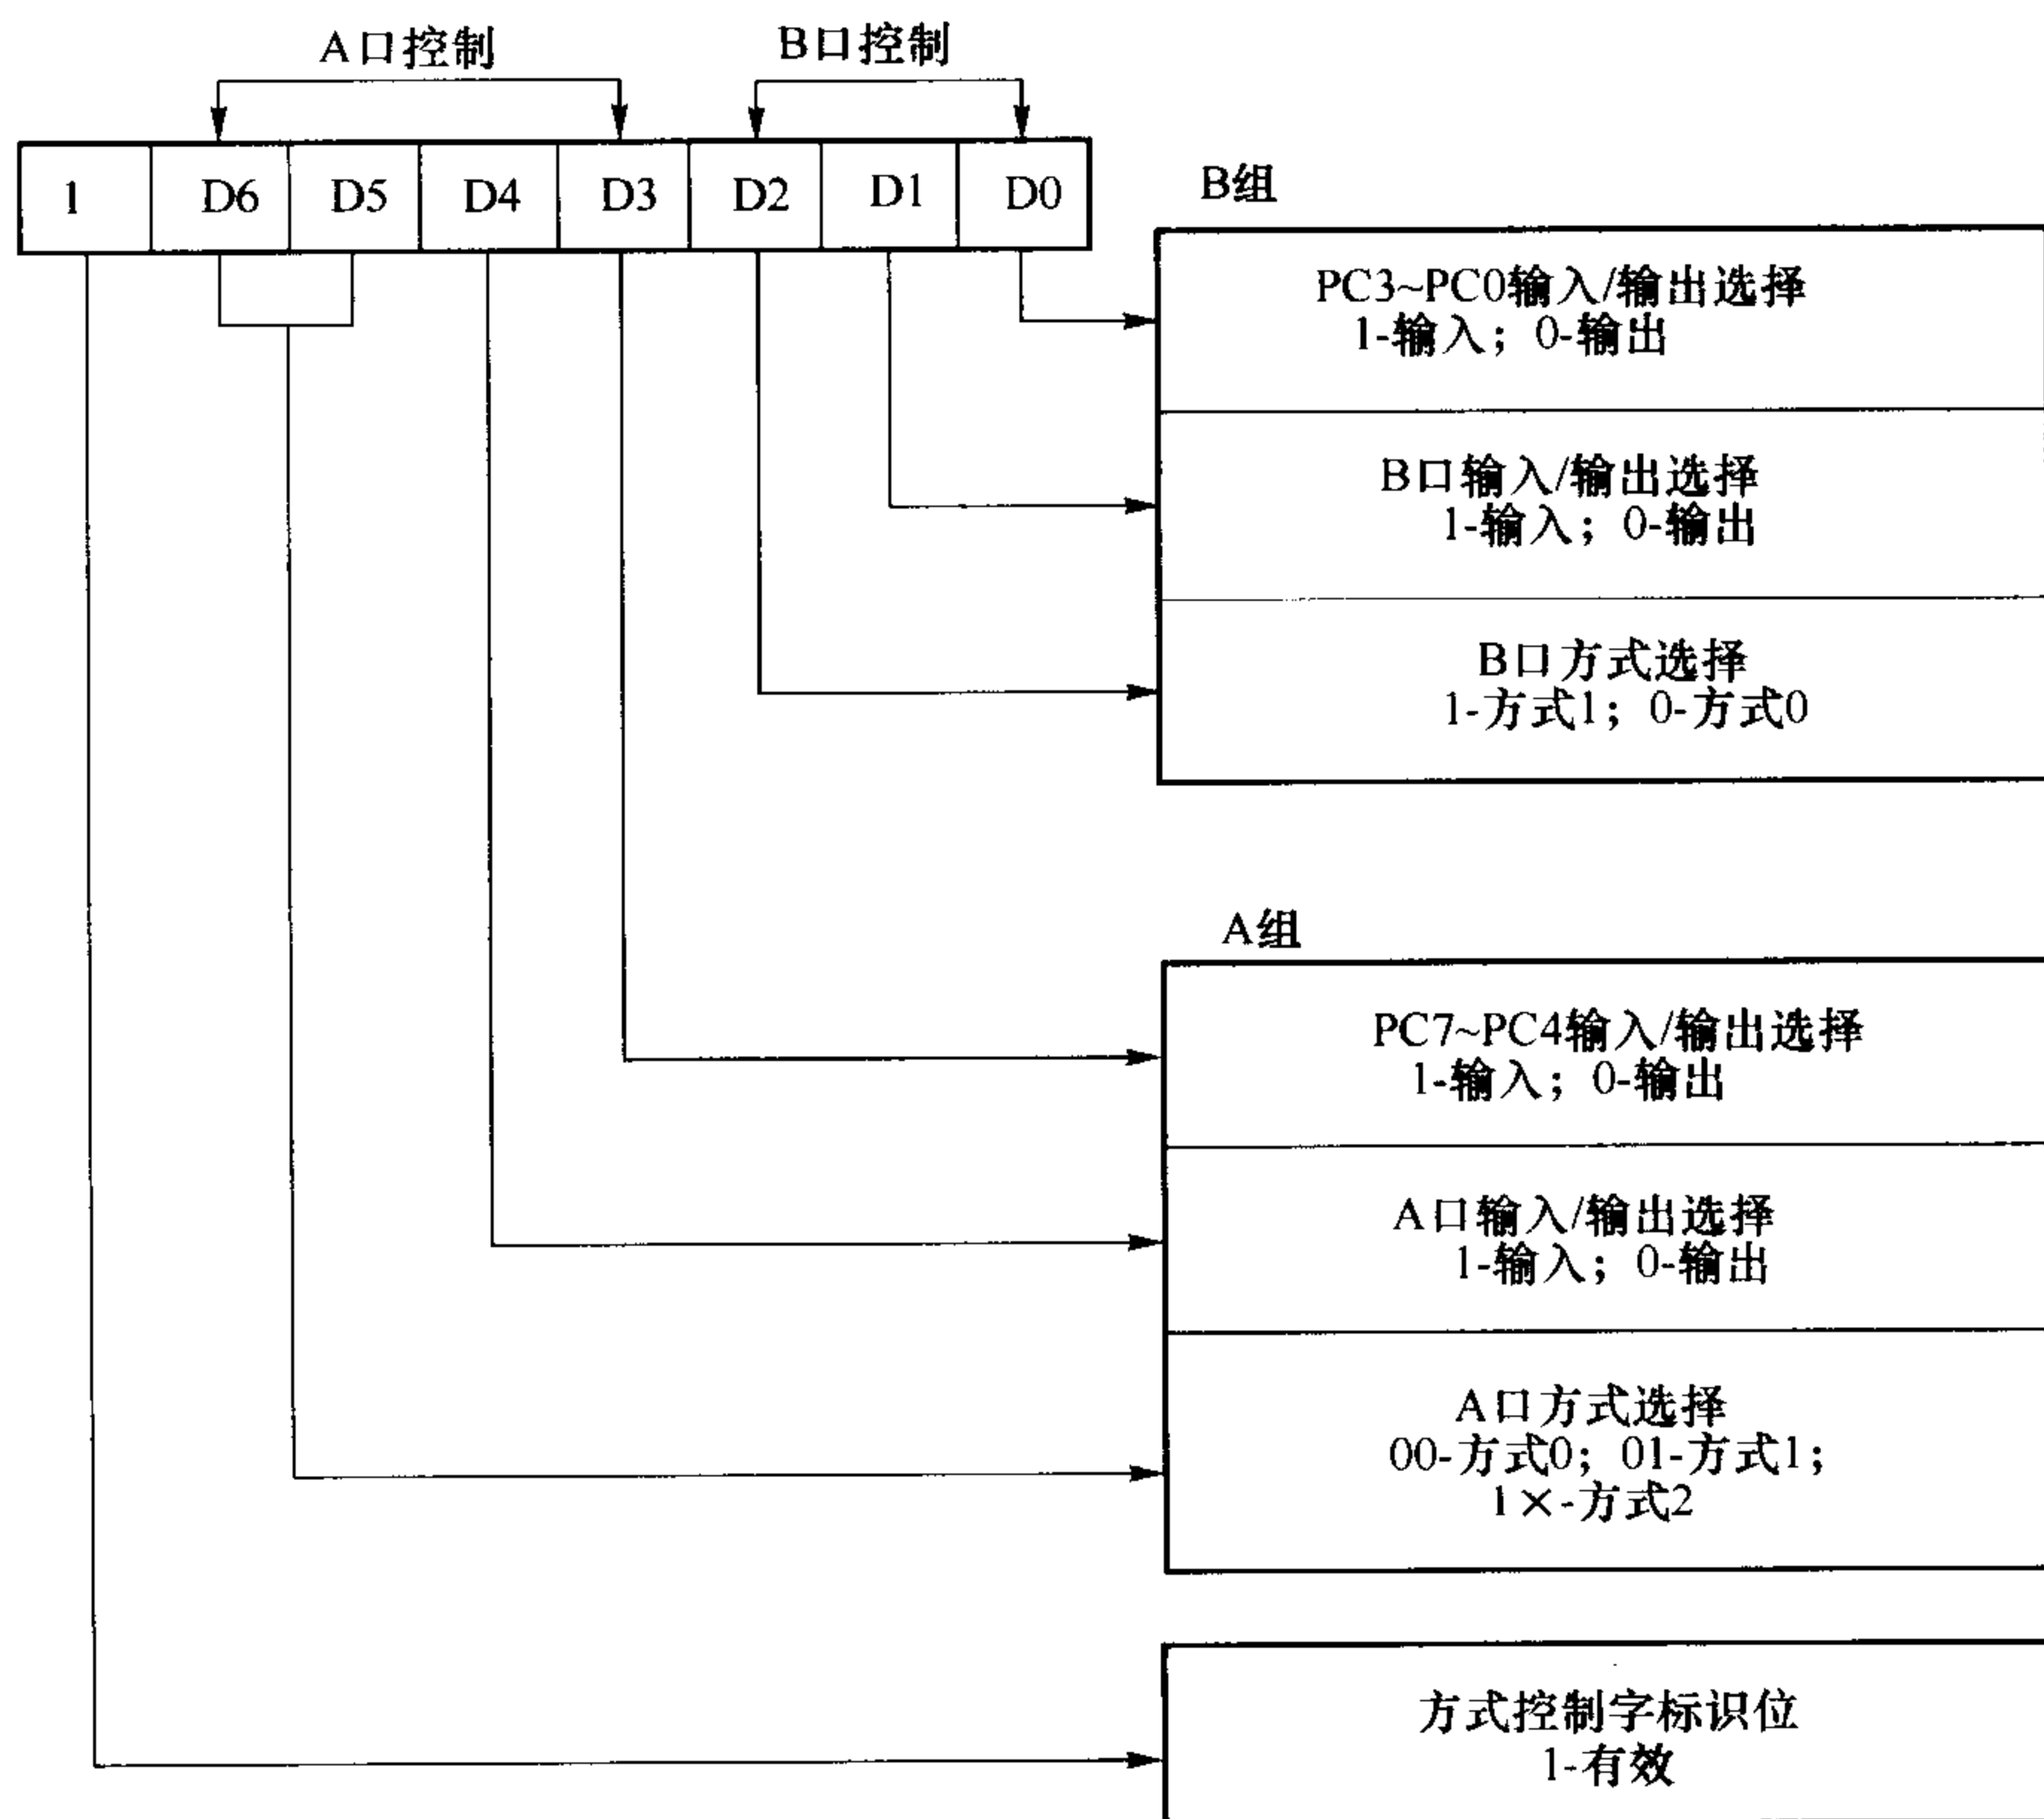 A口控制
B口控制
1 D6 D5 D4 D3 D2 D1 D0
B组
PC3~PC0输入/输出选择
1-输入；0-输出
B口输入/输出选择
1-输入；0-输出
B口方式选择
1-方式1；0-方式0
A组
PC7~PC4输入/输出选择
1-输入；0-输出
A口输入/输出选择
1-输入；0-输出
A口方式选择
00-方式0；01-方式1；
1×-方式2
方式控制字标识位
1-有效